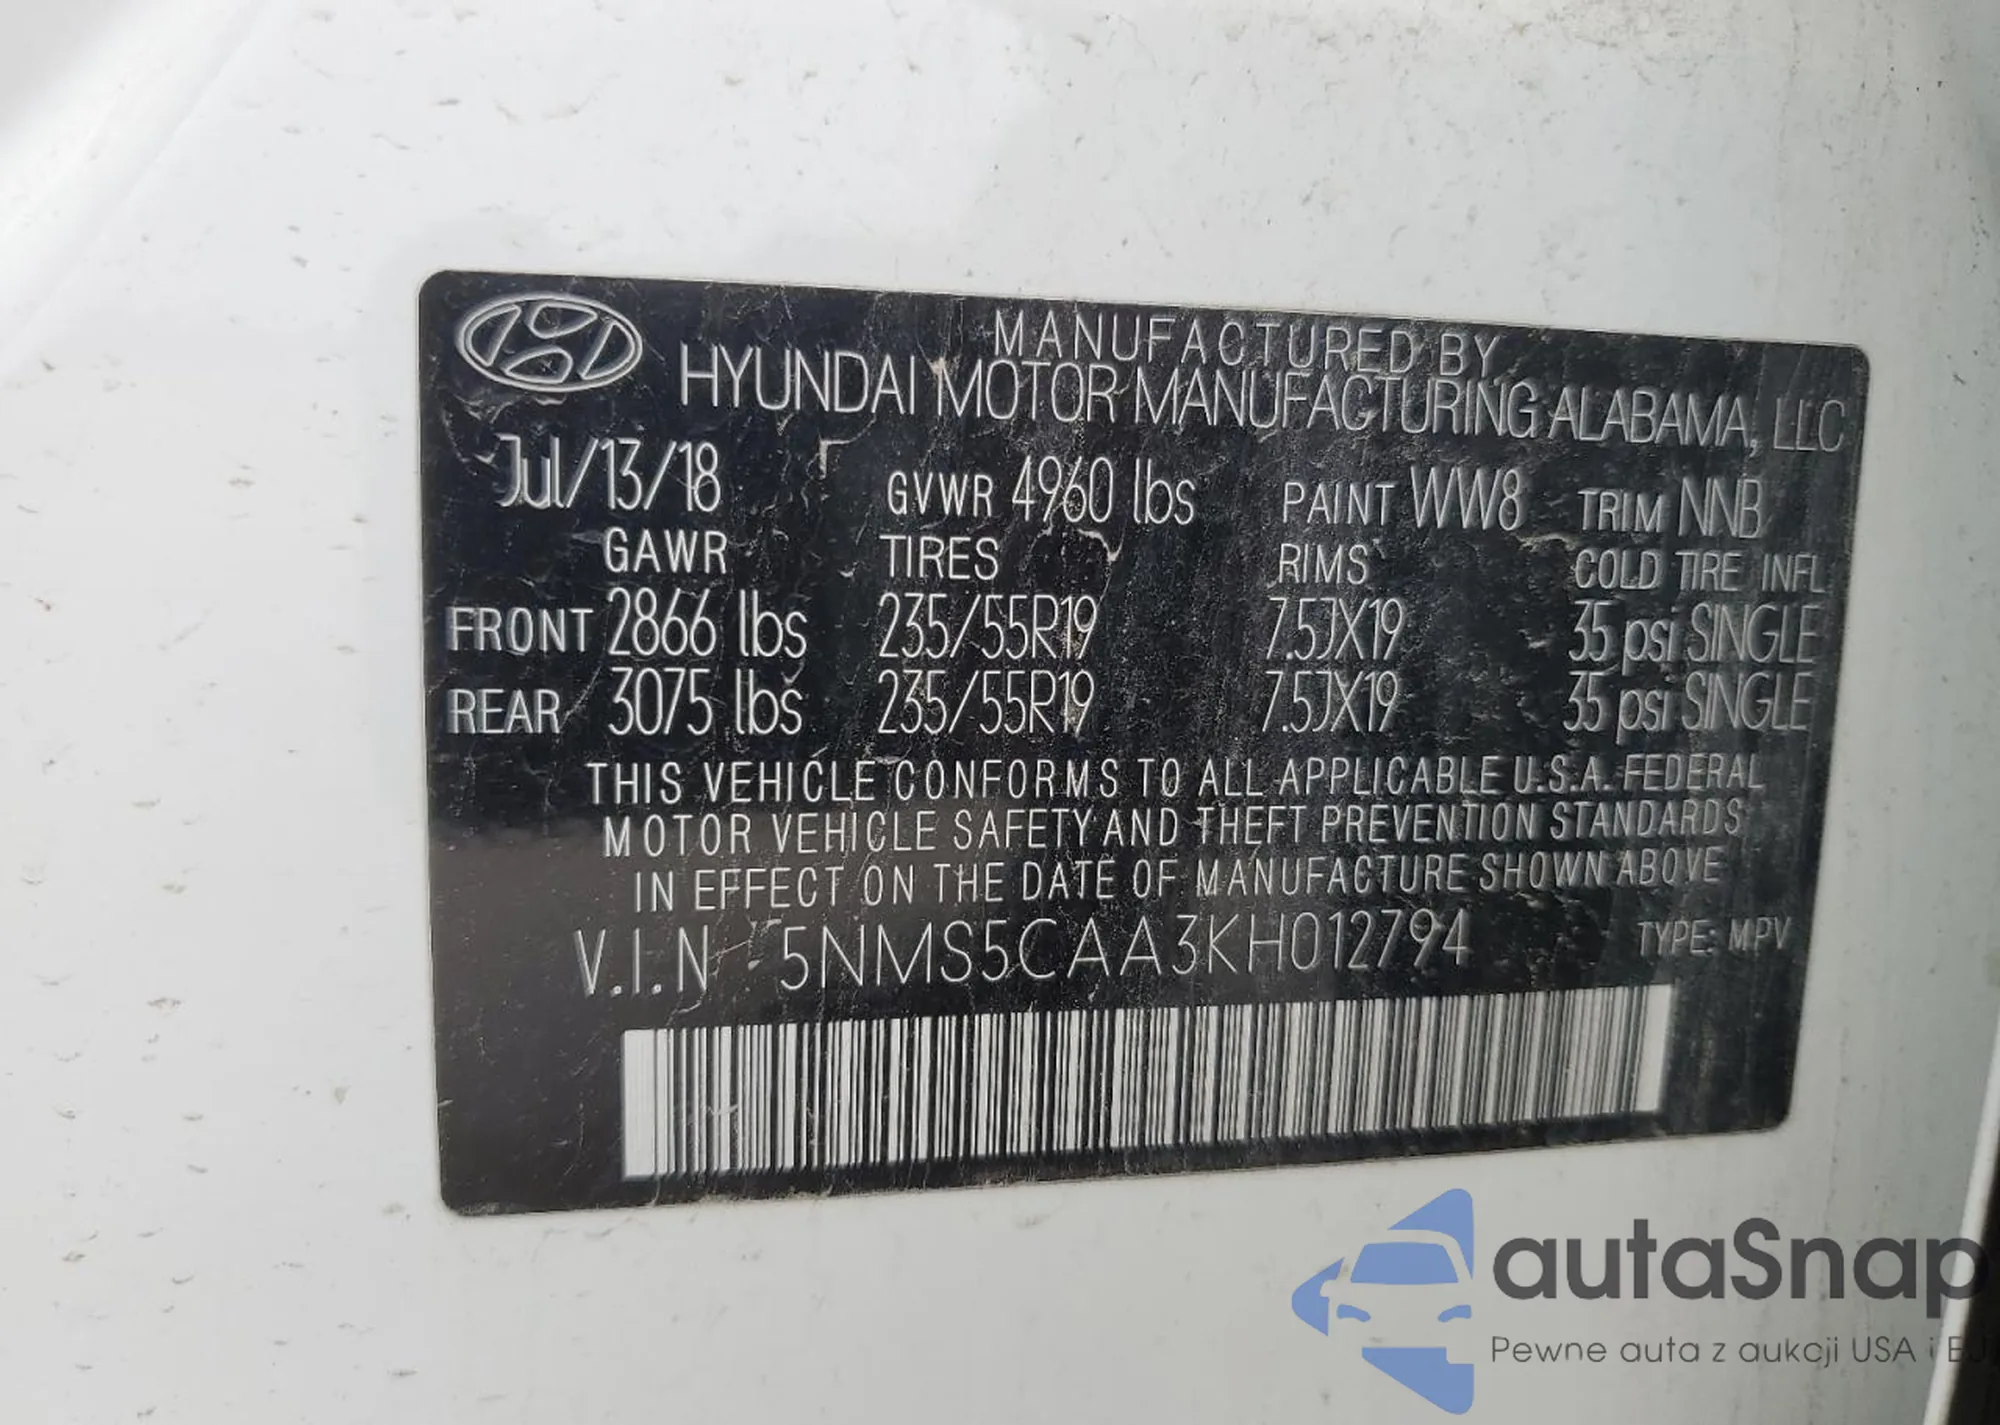 MANUFACTURED BY
HYUNDAI MOTOR MANUFACTURING ALABAMA, LLC
Jul/13/18 GVWR 4960 lbs PAINT WW8 TRIM NNB
GAWR TIRES RIMS COLD TIRE INFL
FRONT 2866 lbs 235/55R19 7.5JX19 35 psi SINGLE
REAR 3075 lbs 235/55R19 7.5JX19 35 psi SINGLE
THIS VEHICLE CONFORMS TO ALL APPLICABLE U.S.A. FEDERAL
MOTOR VEHICLE SAFETY AND THEFT PREVENTION STANDARDS
IN EFFECT ON THE DATE OF MANUFACTURE SHOWN ABOVE
V.I.N 5NMS5CAA3KH012794 TYPE: MPV
autaSnap
Pewne auta z aukcji USA i